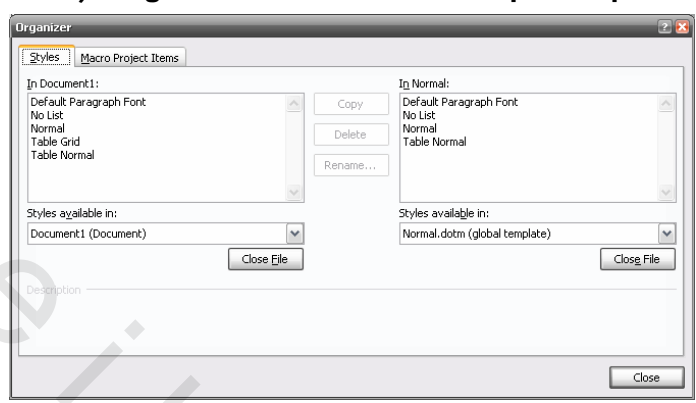 Organizer
Styles Macro Project Items
In Document1:
Default Paragraph Font
No List
Normal
Table Grid
Table Normal
Copy
Delete
Rename...
In Normal:
Default Paragraph Font
No List
Normal
Table Normal
Styles available in:
Document1 (Document)
Close File
Styles available in:
Normal.dotm (global template)
Close File
Description
Close